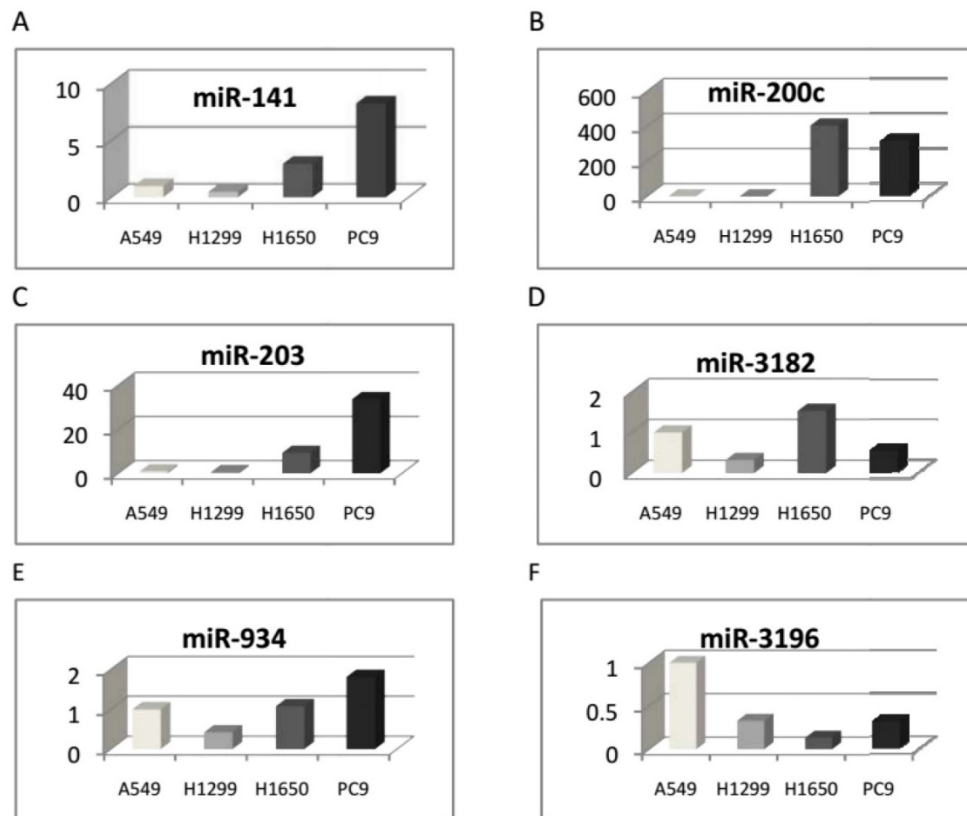 A
miR-141
10
5
0
A549 H1299 H1650 PC9
B
miR-200c
600
400
200
0
A549 H1299 H1650 PC9
C
miR-203
40
20
0
A549 H1299 H1650 PC9
D
miR-3182
2
1
0
A549 H1299 H1650 PC9
E
miR-934
2
1
0
A549 H1299 H1650 PC9
F
miR-3196
1
0.5
0
A549 H1299 H1650 PC9